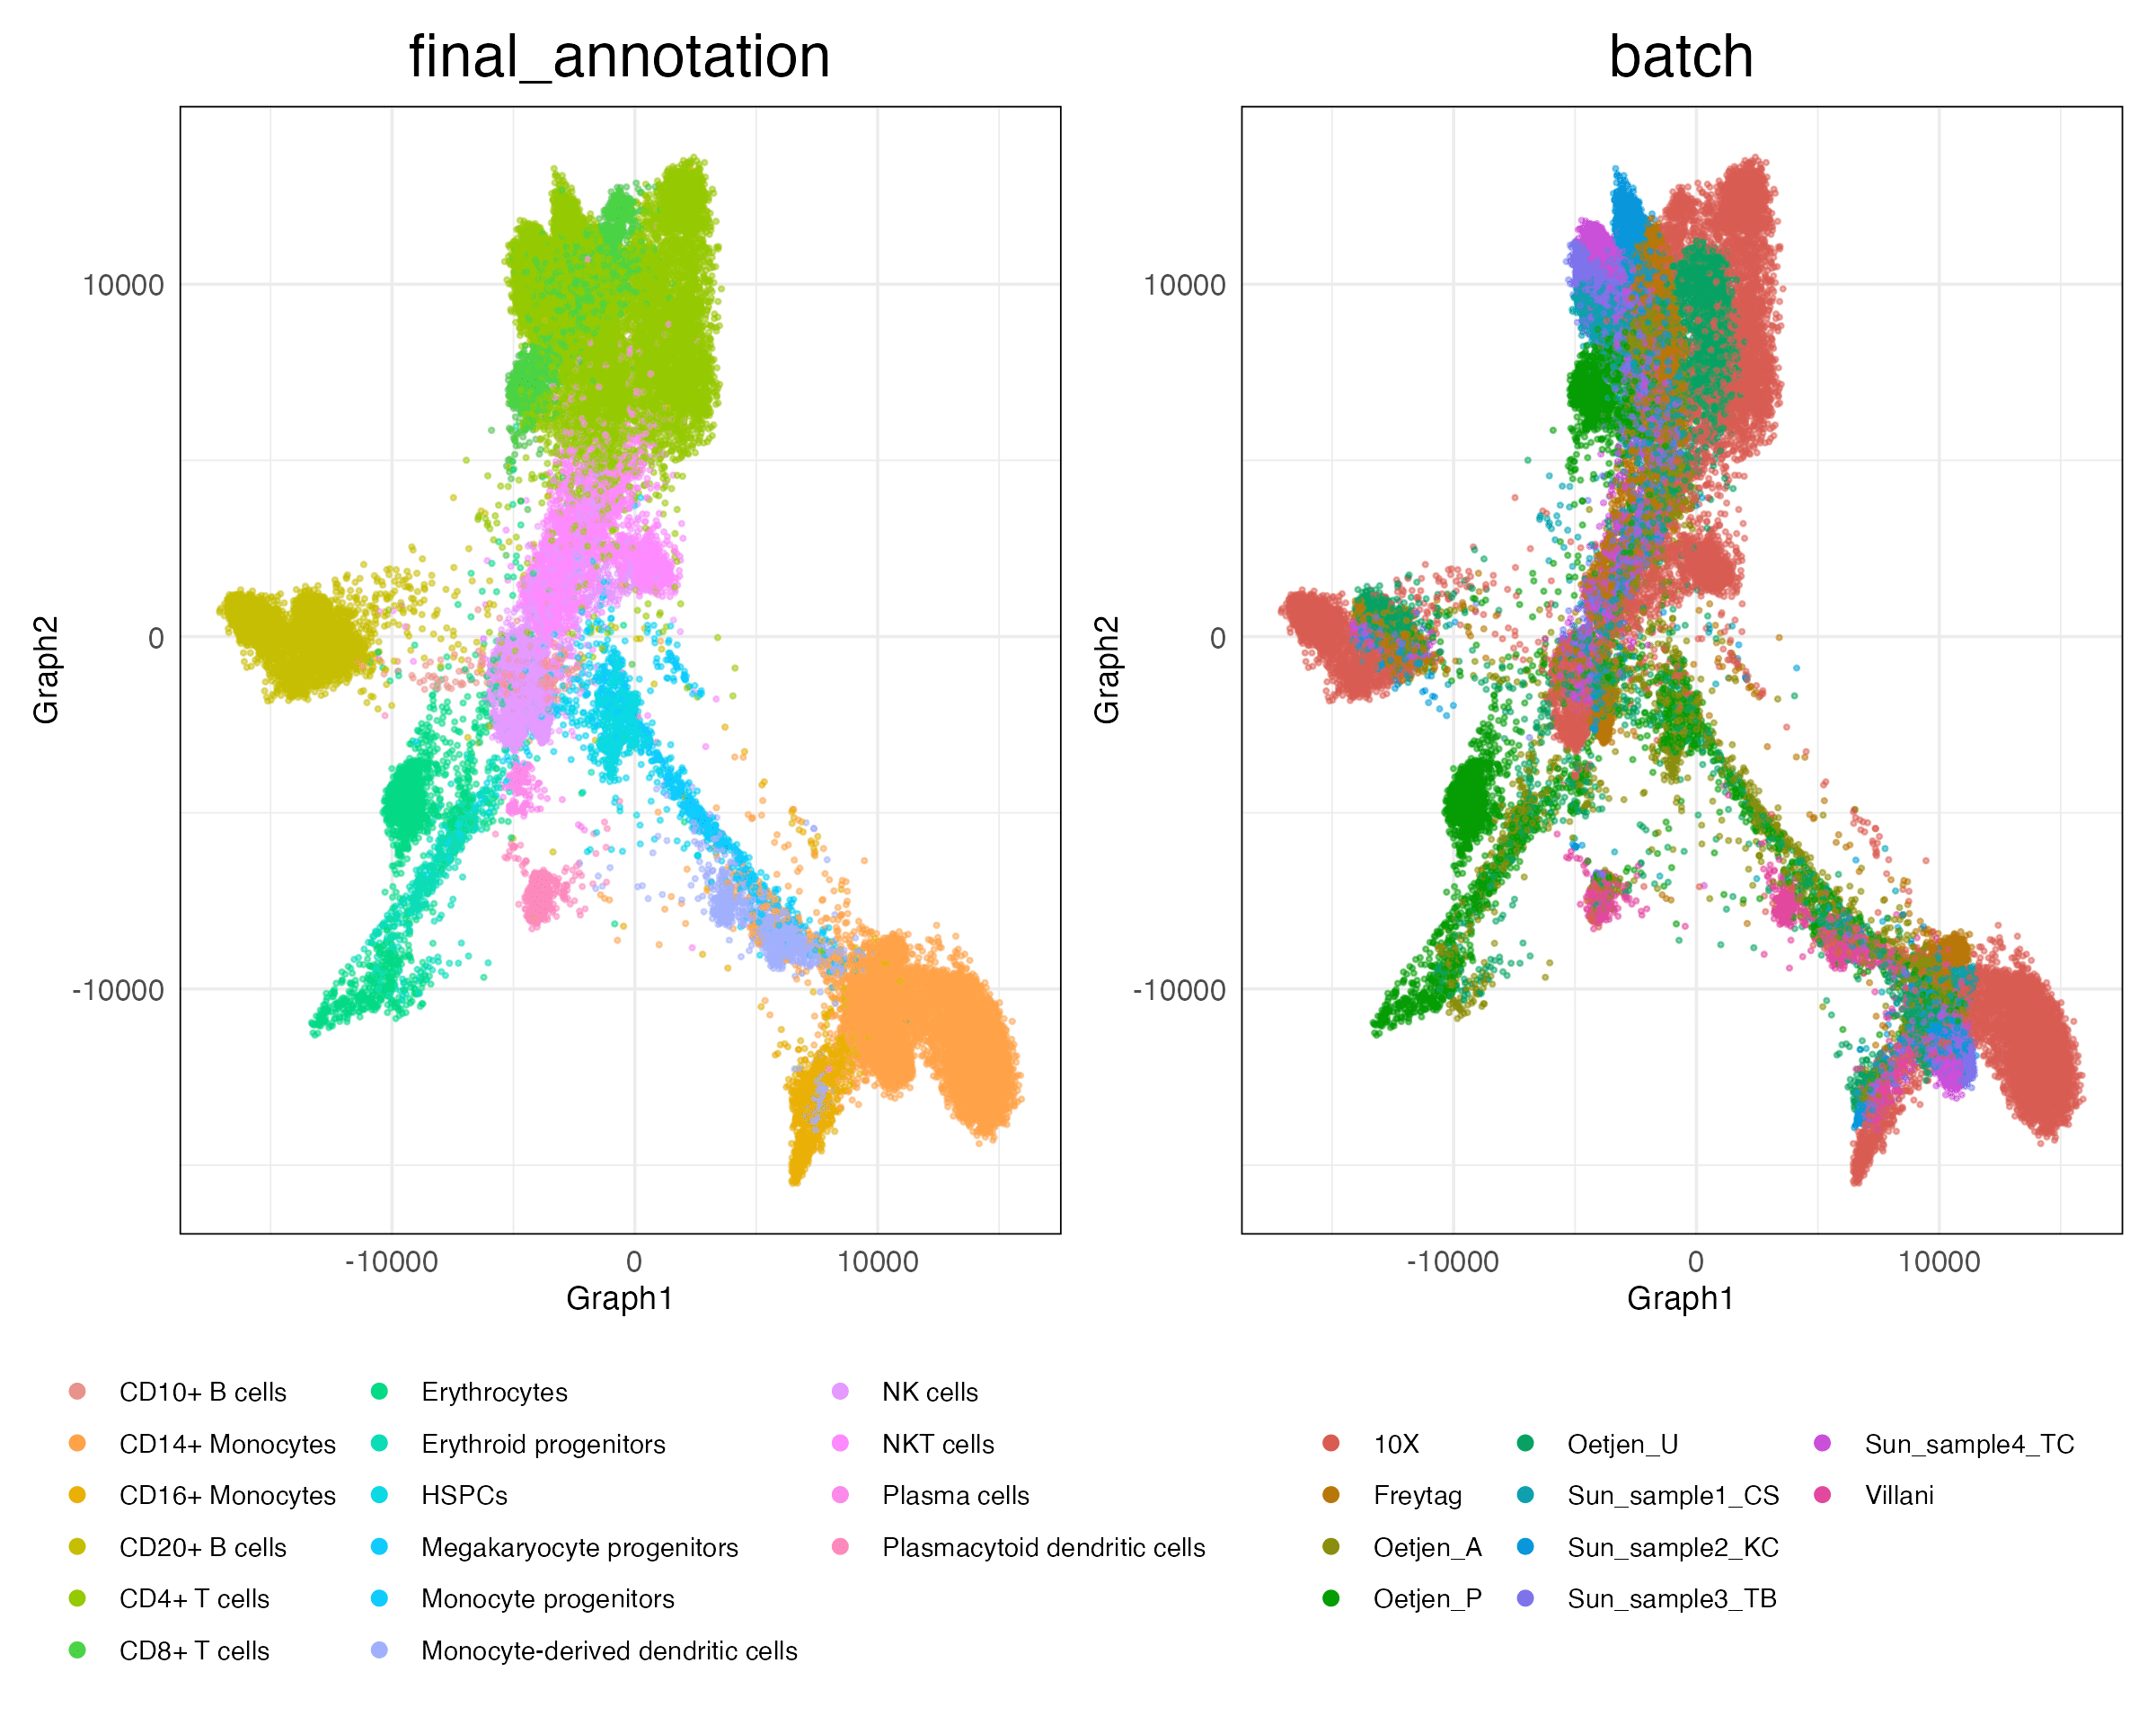 final_annotation
batch
10000
0
-10000
Graph2
-10000
0
10000
Graph1
10000
0
-10000
Graph2
-10000
0
10000
Graph1
CD10+ B cells
CD14+ Monocytes
CD16+ Monocytes
CD20+ B cells
CD4+ T cells
CD8+ T cells
Erythrocytes
Erythroid progenitors
HSPCs
Megakaryocyte progenitors
Monocyte progenitors
Monocyte-derived dendritic cells
NK cells
NKT cells
Plasma cells
Plasmacytoid dendritic cells
10X
Freytag
Oetjen_A
Oetjen_P
Oetjen_U
Sun_sample1_CS
Sun_sample2_KC
Sun_sample3_TB
Sun_sample4_TC
Villani